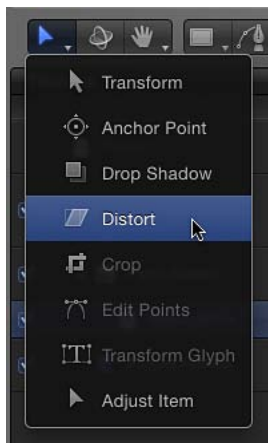 Transform
Anchor Point
Drop Shadow
Distort
Crop
Edit Points
Transform Glyph
Adjust Item